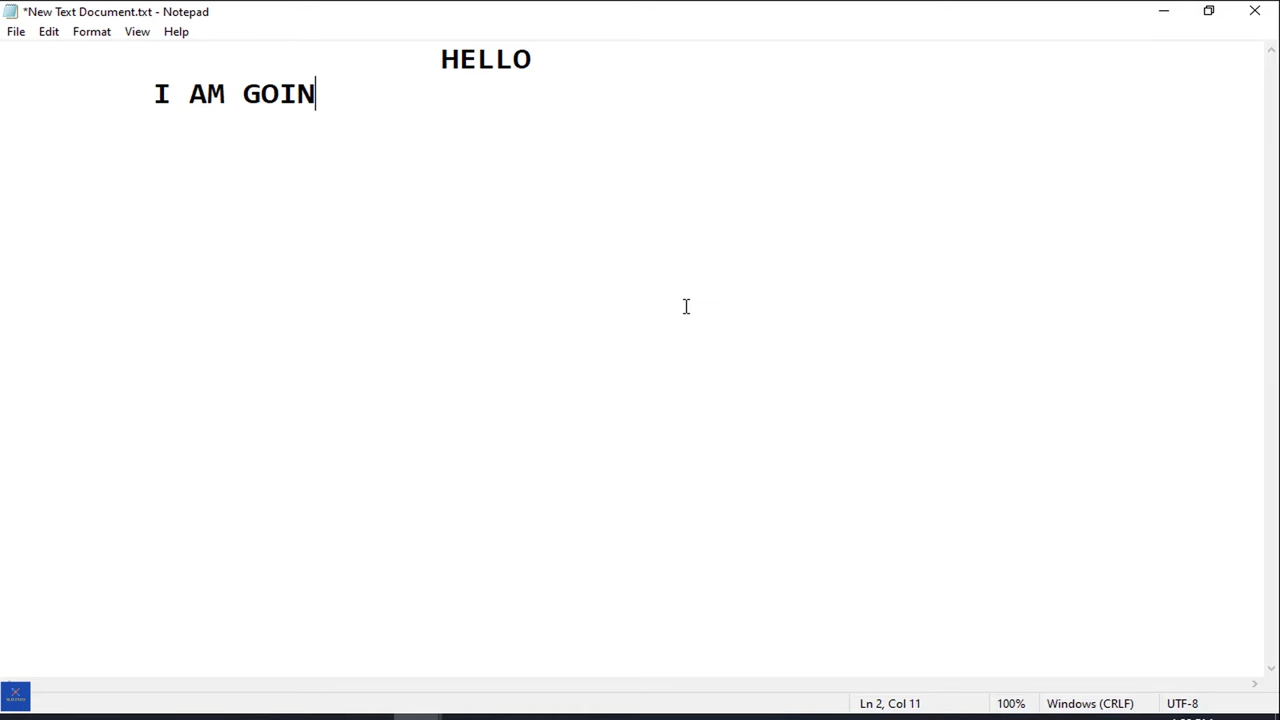 *New Text Document.txt - Notepad
File Edit Format View Help
HELLO
I AM GOIN
Ln 2, Col 11 100% Windows (CRLF) UTF-8